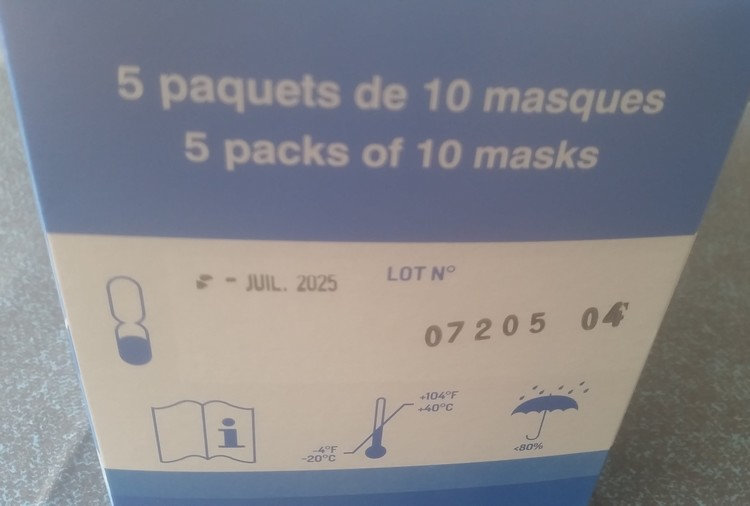 5 paquets de 10 masques
5 packs of 10 masks
- JUIL. 2025
LOT N°
07205 04
+104°F
+40°C
-4°F
-20°C
<80%
i